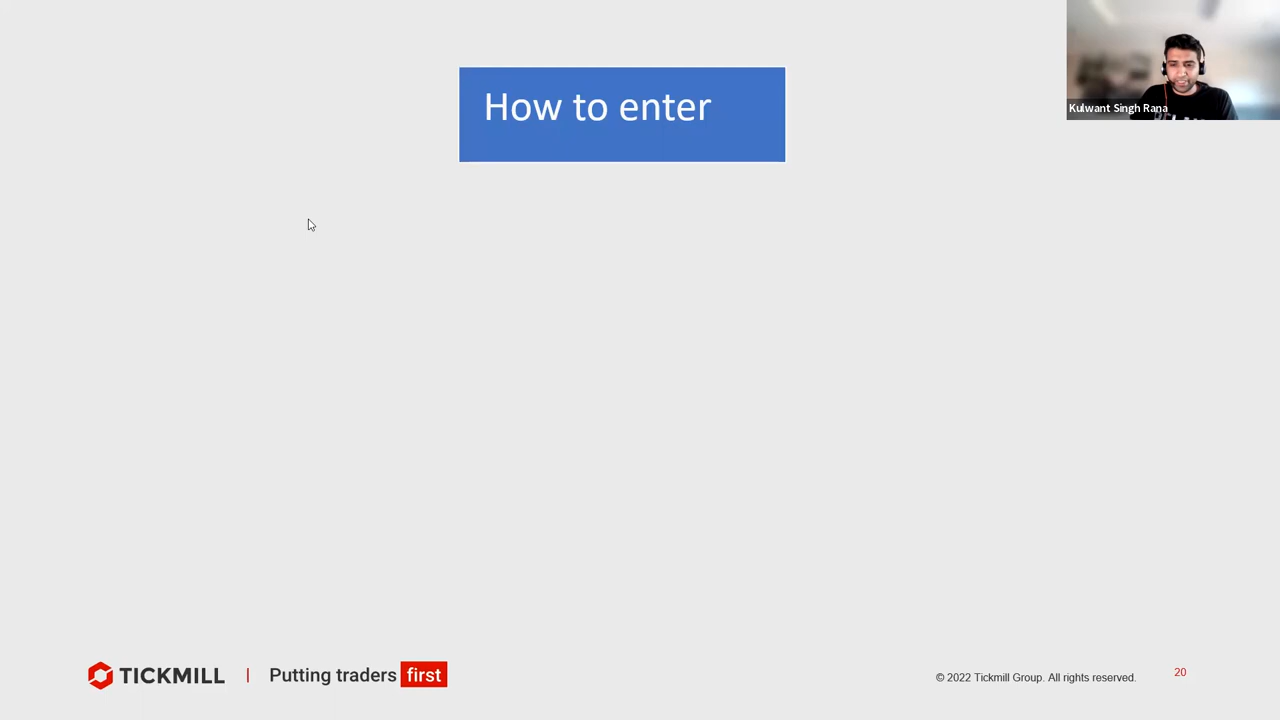 How to enter
Kulwant Singh Rana
TICKMILL | Putting traders first
© 2022 Tickmill Group. All rights reserved.
20